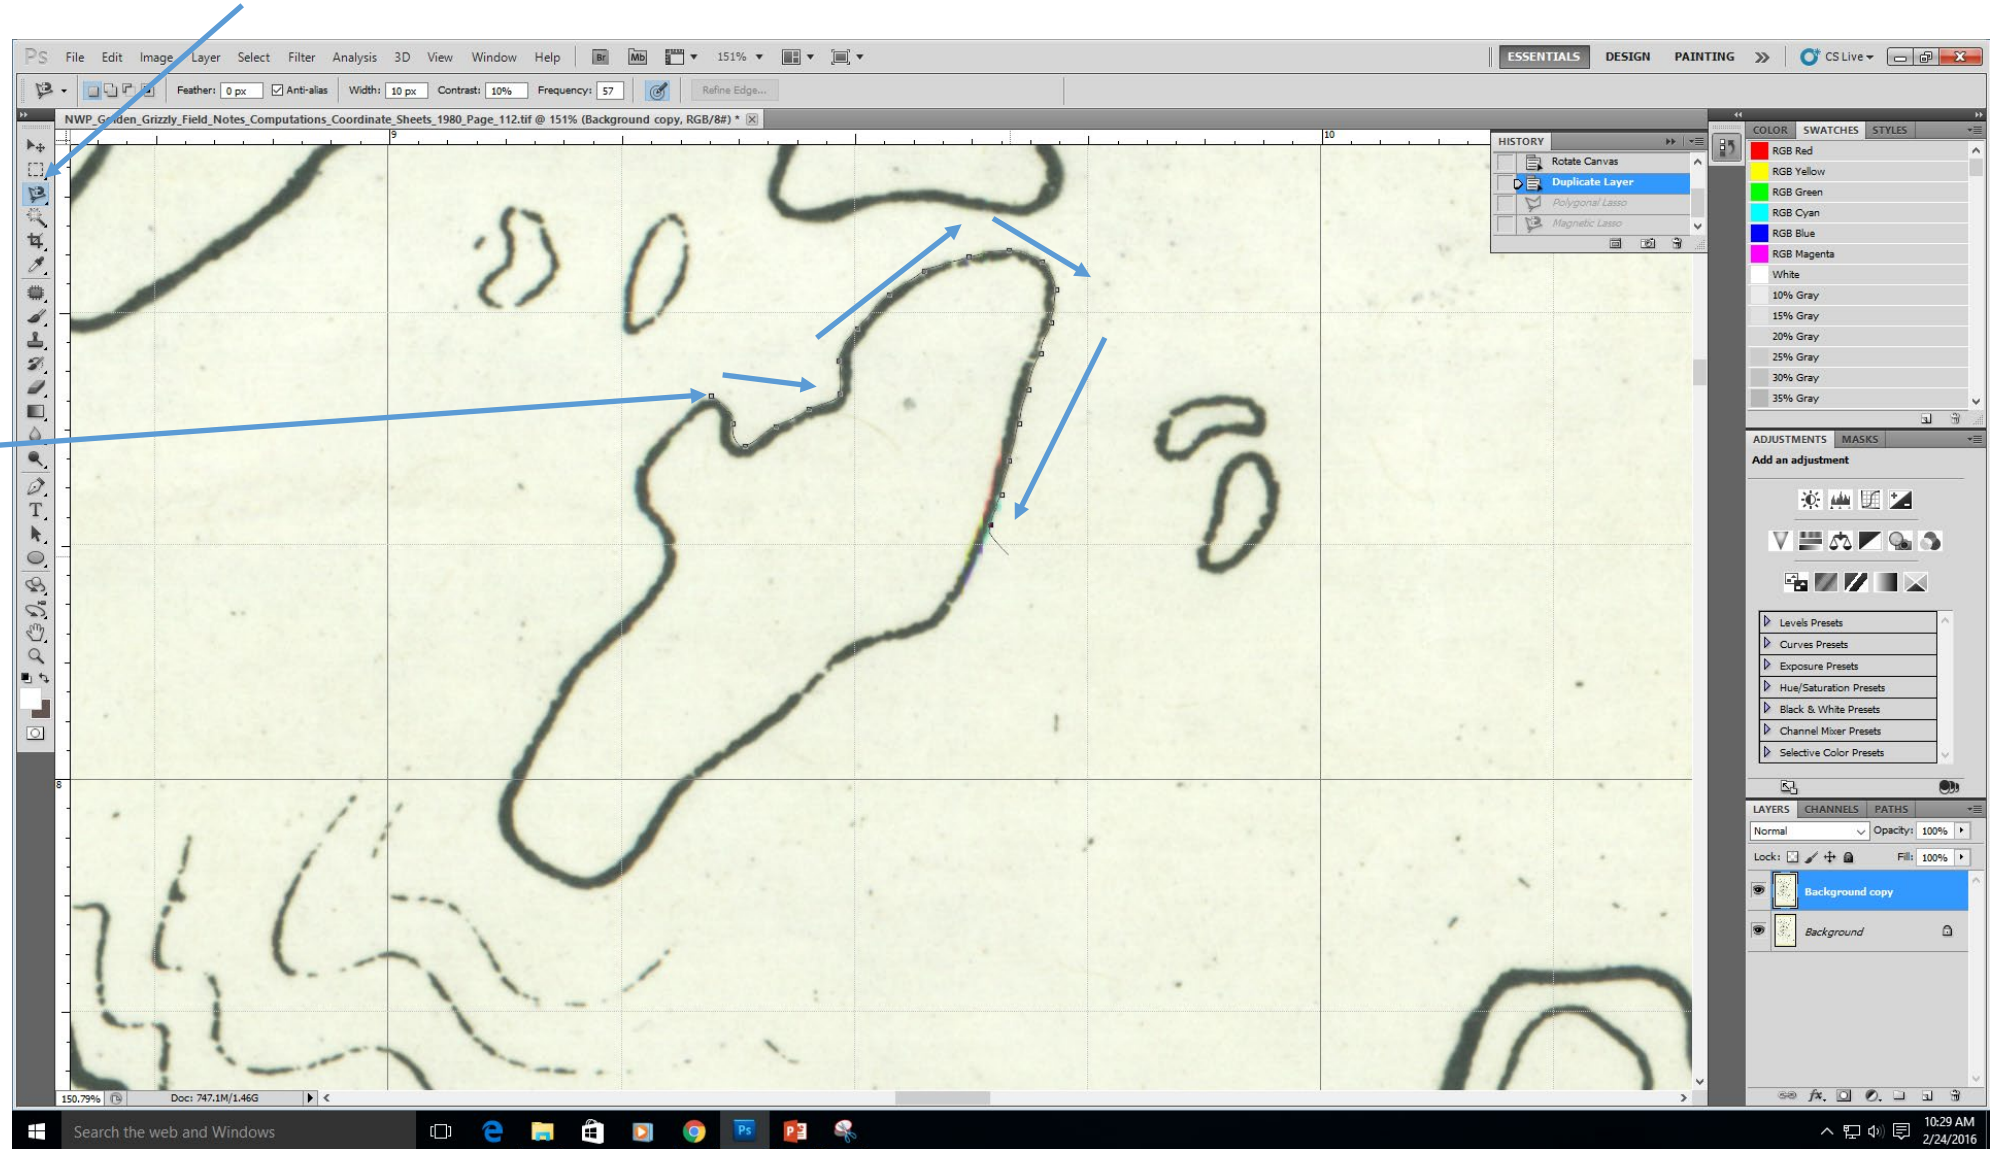 Ps File Edit Image Layer Select Filter Analysis 3D View Window Help Br Mb 151% ESSENTIALS DESIGN PAINTING CS Live
Feather: 0 px Anti-alias Width: 10 px Contrast: 10% Frequency: 57 Refine Edge...
NWP_Golden_Grizzly_Field_Notes_Computations_Coordinate_Sheets_1980_Page_112.tif @ 151% (Background copy, RGB/8#) *
9
10
8
HISTORY
Rotate Canvas
Duplicate Layer
Polygonal Lasso
Magnetic Lasso
COLOR SWATCHES STYLES
RGB Red
RGB Yellow
RGB Green
RGB Cyan
RGB Blue
RGB Magenta
White
10% Gray
15% Gray
20% Gray
25% Gray
30% Gray
35% Gray
ADJUSTMENTS MASKS
Add an adjustment
Levels Presets
Curves Presets
Exposure Presets
Hue/Saturation Presets
Black & White Presets
Channel Mixer Presets
Selective Color Presets
LAYERS CHANNELS PATHS
Normal Opacity: 100%
Lock: Fill: 100%
Background copy
Background
150.79% Doc: 747.1M/1.46G
Search the web and Windows
Ps
10:29 AM
2/24/2016